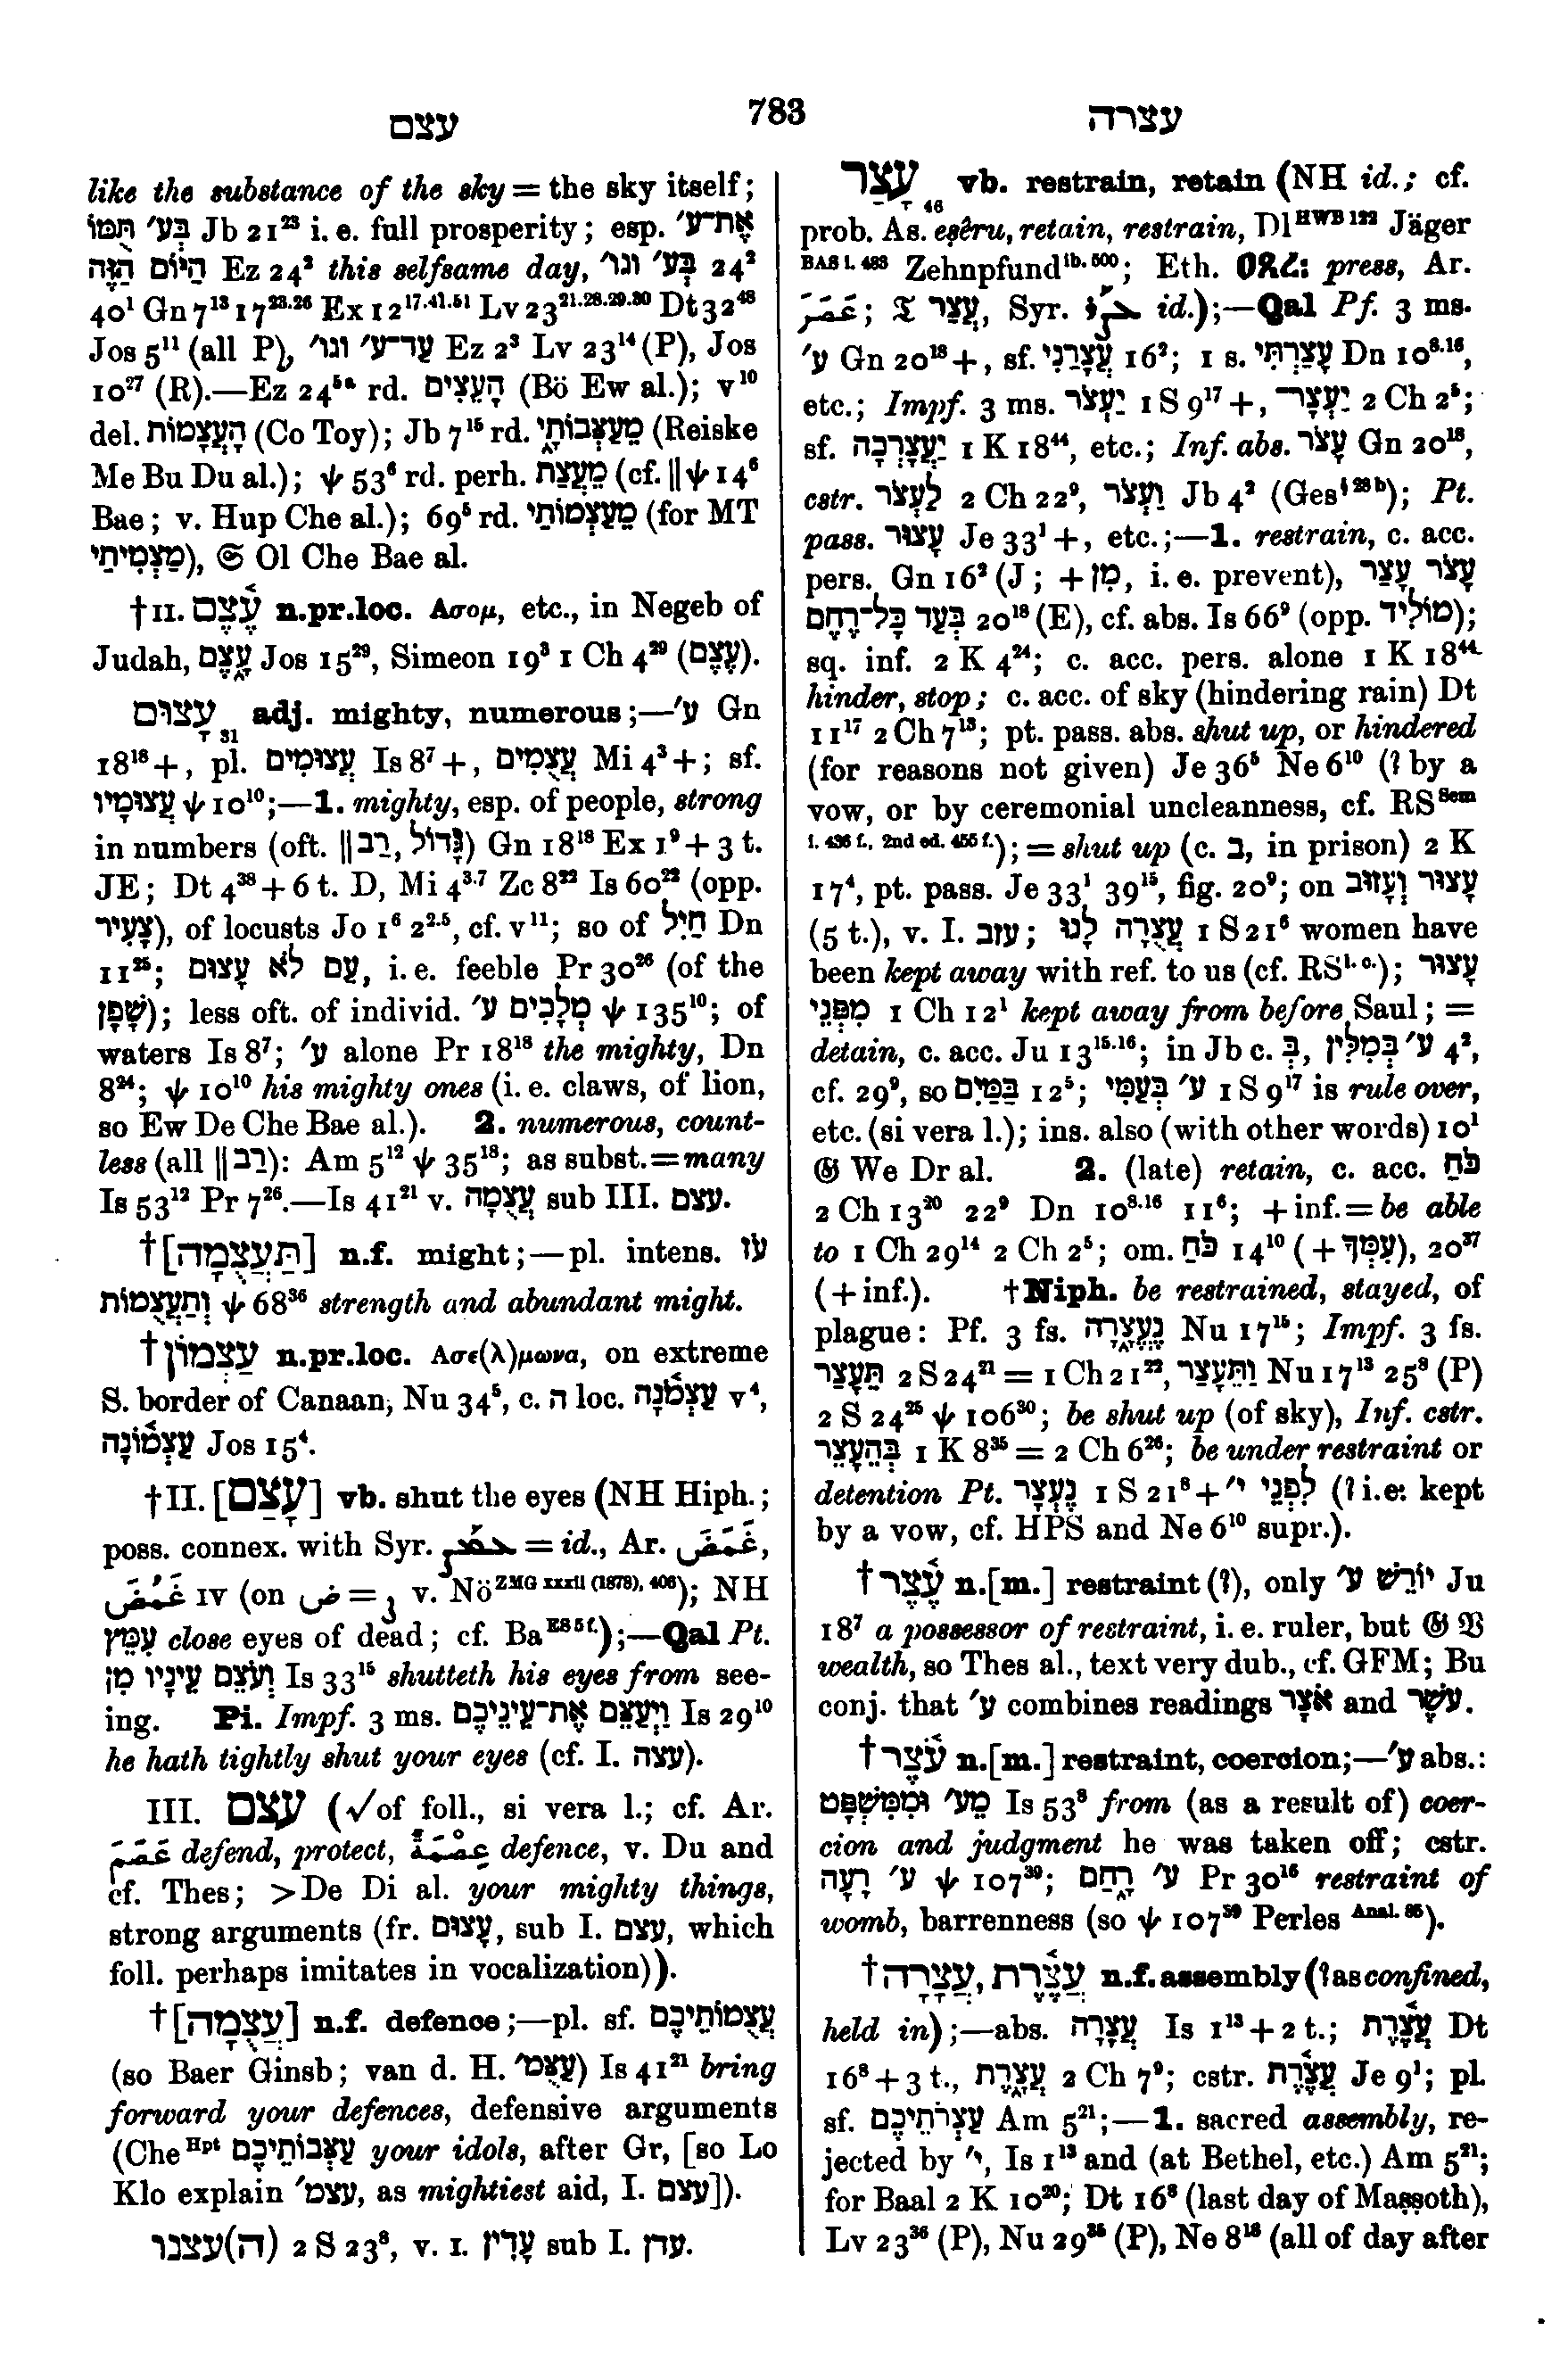 עצם
783
עצרה
like the substance of the sky = the sky itself;
בְּע׳ תֻּמּוֹ Jb 21²³ i. e. full prosperity; esp. אֶת־ע׳
הַיּוֹם הַזֶּה Ez 24² this selfsame day, בְּע׳ וגו׳ 24²
40¹ Gn 7¹³ 17²³·²⁶ Ex 12¹⁷·⁴¹·⁵¹ Lv 23²¹·²⁸·²⁹·³⁰ Dt 32⁴⁸
Jos 5¹¹ (all P), עַד־ע׳ וגו׳ Ez 2³ Lv 23¹⁴ (P), Jos
10²⁷ (R).—Ez 24⁵ᵃ rd. הָעֵצִים (Bö Ew al.); v¹⁰
del. הָעֲצָמוֹת (Co Toy); Jb 7¹⁵ rd. מֵעַצְּבוֹתָי (Reiske
Me Bu Du al.); ψ 53⁶ rd. perh. מֵעֲצַת (cf. ‖ ψ 14⁶
Bae; v. Hup Che al.); 69⁵ rd. מֵעַצְמוֹתַי (for MT
מַצְמִיתַי), 𝔖 Ol Che Bae al.
†II. עֶ֫צֶם n.pr.loc. Ασομ, etc., in Negeb of
Judah, עָצֶם Jos 15²⁹, Simeon 19³ 1 Ch 4²⁹ (עֶצֶם).
עָצוּם₃₁ adj. mighty, numerous;—ע׳ Gn
18¹⁸ +, pl. עֲצוּמִים Is 8⁷ +, עֲצֻמִים Mi 4³ +; sf.
עֲצוּמָיו ψ 10¹⁰;—1. mighty, esp. of people, strong
in numbers (oft. ‖ רַב, גָּדוֹל) Gn 18¹⁸ Ex 1⁹ + 3 t.
JE; Dt 4³⁸ + 6 t. D, Mi 4³·⁷ Zc 8²² Is 60²² (opp.
צָעִיר), of locusts Jo 1⁶ 2²·⁵, cf. v¹¹; so of חַיִל Dn
11²⁵; עַם לֹא עָצוּם, i. e. feeble Pr 30²⁶ (of the
שָׁפָן); less oft. of individ. מְלָכִים ע׳ ψ 135¹⁰; of
waters Is 8⁷; ע׳ alone Pr 18¹⁸ the mighty, Dn
8²⁴; ψ 10¹⁰ his mighty ones (i. e. claws, of lion,
so Ew De Che Bae al.). 2. numerous, count-
less (all ‖ רַב): Am 5¹² ψ 35¹⁸; as subst. = many
Is 53¹² Pr 7²⁶.—Is 41²¹ v. עֲצֻמָה sub III. עצם.
†[תַּעֲצֻמָה] n.f. might;—pl. intens. עֹז
וְתַעֲצֻמוֹת ψ 68³⁶ strength and abundant might.
†עַצְמוֹן n.pr.loc. Ασε(λ)μωνα, on extreme
S. border of Canaan, Nu 34⁵, c. ה loc. עַצְמֹ֫נָה v⁴,
עַצְמ֫וֹנָה Jos 15⁴.
†II. [עָצַם] vb. shut the eyes (NH Hiph.;
poss. connex. with Syr. ܥܡܨ = id., Ar. غَمَضَ,
غَمُضَ IV (on ض = ز v. Nö ZMG xxxii (1878), 406); NH
עִמֵּץ close eyes of dead; cf. Ba ES 5 f.);—Qal Pt.
וְעֹצֵם עֵינָיו מִן Is 33¹⁵ shutteth his eyes from see-
ing. Pi. Impf. 3 ms. וַיְעַצֵּם אֶת־עֵינֵיכֶם Is 29¹⁰
he hath tightly shut your eyes (cf. I. עצה).
III. עצם (√of foll., si vera l.; cf. Ar.
عَصَمَ defend, protect, عِصْمَةٌ defence, v. Du and
cf. Thes; >De Di al. your mighty things,
strong arguments (fr. עָצוּם, sub I. עצם, which
foll. perhaps imitates in vocalization)).
†[עֲצֻמָה] n.f. defence;—pl. sf. עֲצֻמוֹתֵיכֶם
(so Baer Ginsb; van d. H. עֲצֻמ׳) Is 41²¹ bring
forward your defences, defensive arguments
(Che Hpt עַצְּבוֹתֵיכֶם your idols, after Gr, [so Lo
Klo explain עצמ׳, as mightiest aid, I. עצם]).
עצנו(ה) 2 S 23⁸, v. I. עָדִין sub I. עדן.
עָצַר₄₆ vb. restrain, retain (NH id.; cf.
prob. As. eṣêru, retain, restrain, Dl HWB 122 Jäger
BAS i. 483 Zehnpfund ib. 500; Eth. ዐጸረ: press, Ar.
عَصَرَ; 𝔗 עֲצַר, Syr. ܥܨܪ id.);—Qal Pf. 3 ms.
ע׳ Gn 20¹⁸ +, sf. עֲצָרַנִי 16²; 1 s. עָצַרְתִּי Dn 10⁸·¹⁶,
etc.; Impf. 3 ms. יַעְצֹר 1 S 9¹⁷ +, יַעְצָר־ 2 Ch 2⁵;
sf. יַעֲצָרְכָה 1 K 18⁴⁴, etc.; Inf. abs. עָצֹר Gn 20¹⁸,
cstr. לַעְצֹר 2 Ch 22⁹, וַעְצֹר Jb 4² (Ges § 28 b); Pt.
pass. עָצוּר Je 33¹ +, etc.;—1. restrain, c. acc.
pers. Gn 16² (J; + מִן, i. e. prevent), עָצֹר עָצַר
בְּעַד כָּל־רֶחֶם 20¹⁸ (E), cf. abs. Is 66⁹ (opp. מוֹלִיד);
sq. inf. 2 K 4²⁴; c. acc. pers. alone 1 K 18⁴⁴
hinder, stop; c. acc. of sky (hindering rain) Dt
11¹⁷ 2 Ch 7¹³; pt. pass. abs. shut up, or hindered
(for reasons not given) Je 36⁵ Ne 6¹⁰ (? by a
vow, or by ceremonial uncleanness, cf. RS Sem
i. 436 f., 2nd ed. 455 f.); = shut up (c. ב, in prison) 2 K
17⁴, pt. pass. Je 33¹ 39¹⁵, fig. 20⁹; on עָצוּר וְעָזוּב
(5 t.), v. I. עזב; עֲצֻרָה לָנוּ 1 S 21⁶ women have
been kept away with ref. to us (cf. RS l. c.); עָצוּר
מִפְּנֵי 1 Ch 12¹ kept away from before Saul; =
detain, c. acc. Ju 13¹⁵·¹⁶; in Jb c. בְּ, ע׳ בְּמִלִּין 4²,
cf. 29⁹, so בַּמַּיִם 12⁵; ע׳ בְּעַמִּי 1 S 9¹⁷ is rule over,
etc. (si vera l.); ins. also (with other words) 10¹
𝔊 We Dr al. 2. (late) retain, c. acc. כֹּחַ
2 Ch 13²⁰ 22⁹ Dn 10⁸·¹⁶ 11⁶; + inf. = be able
to 1 Ch 29¹⁴ 2 Ch 2⁵; om. כֹּחַ 14¹⁰ (+ עִמְּךָ), 20³⁷
(+ inf.). †Niph. be restrained, stayed, of
plague: Pf. 3 fs. נֶעֱצָרָה Nu 17¹⁵; Impf. 3 fs.
תֵּעָצַר 2 S 24²¹ = 1 Ch 21²², וַתֵּעָצַר Nu 17¹³ 25⁸ (P)
2 S 24²⁵ ψ 106³⁰; be shut up (of sky), Inf. cstr.
בְּהֵעָצֵר 1 K 8³⁵ = 2 Ch 6²⁶; be under restraint or
detention Pt. נֶעְצָר 1 S 21⁸ + לִפְנֵי י׳ (? i.e. kept
by a vow, cf. HPS and Ne 6¹⁰ supr.).
†עֶ֫צֶר n.[m.] restraint (?), only יוֹרֵשׁ ע׳ Ju
18⁷ a possessor of restraint, i. e. ruler, but 𝔊 𝔙
wealth, so Thes al., text very dub., cf. GFM; Bu
conj. that ע׳ combines readings אֹצָר and עֹשֶׁר.
†עֹ֫צֶר n.[m.] restraint, coercion;—ע׳ abs.:
מֵע׳ וּמִמִּשְׁפָּט Is 53⁸ from (as a result of) coer-
cion and judgment he was taken off; cstr.
ע׳ רָעָה ψ 107³⁹; ע׳ רָחַם Pr 30¹⁶ restraint of
womb, barrenness (so ψ 107³⁹ Perles Anal. 85).
†עֲצָרָה, עֲצֶ֫רֶת n.f. assembly (? as confined,
held in);—abs. עֲצָרָה Is 1¹³ + 2 t.; עֲצֶ֫רֶת Dt
16⁸ + 3 t., עֲצָרֶת 2 Ch 7⁹; cstr. עֲצֶ֫רֶת Je 9¹; pl.
sf. עַצְּרֹתֵיכֶם Am 5²¹;—1. sacred assembly, re-
jected by י׳, Is 1¹³ and (at Bethel, etc.) Am 5²¹;
for Baal 2 K 10²⁰; Dt 16⁸ (last day of Maṣṣoth),
Lv 23³⁶ (P), Nu 29³⁵ (P), Ne 8¹⁸ (all of day after